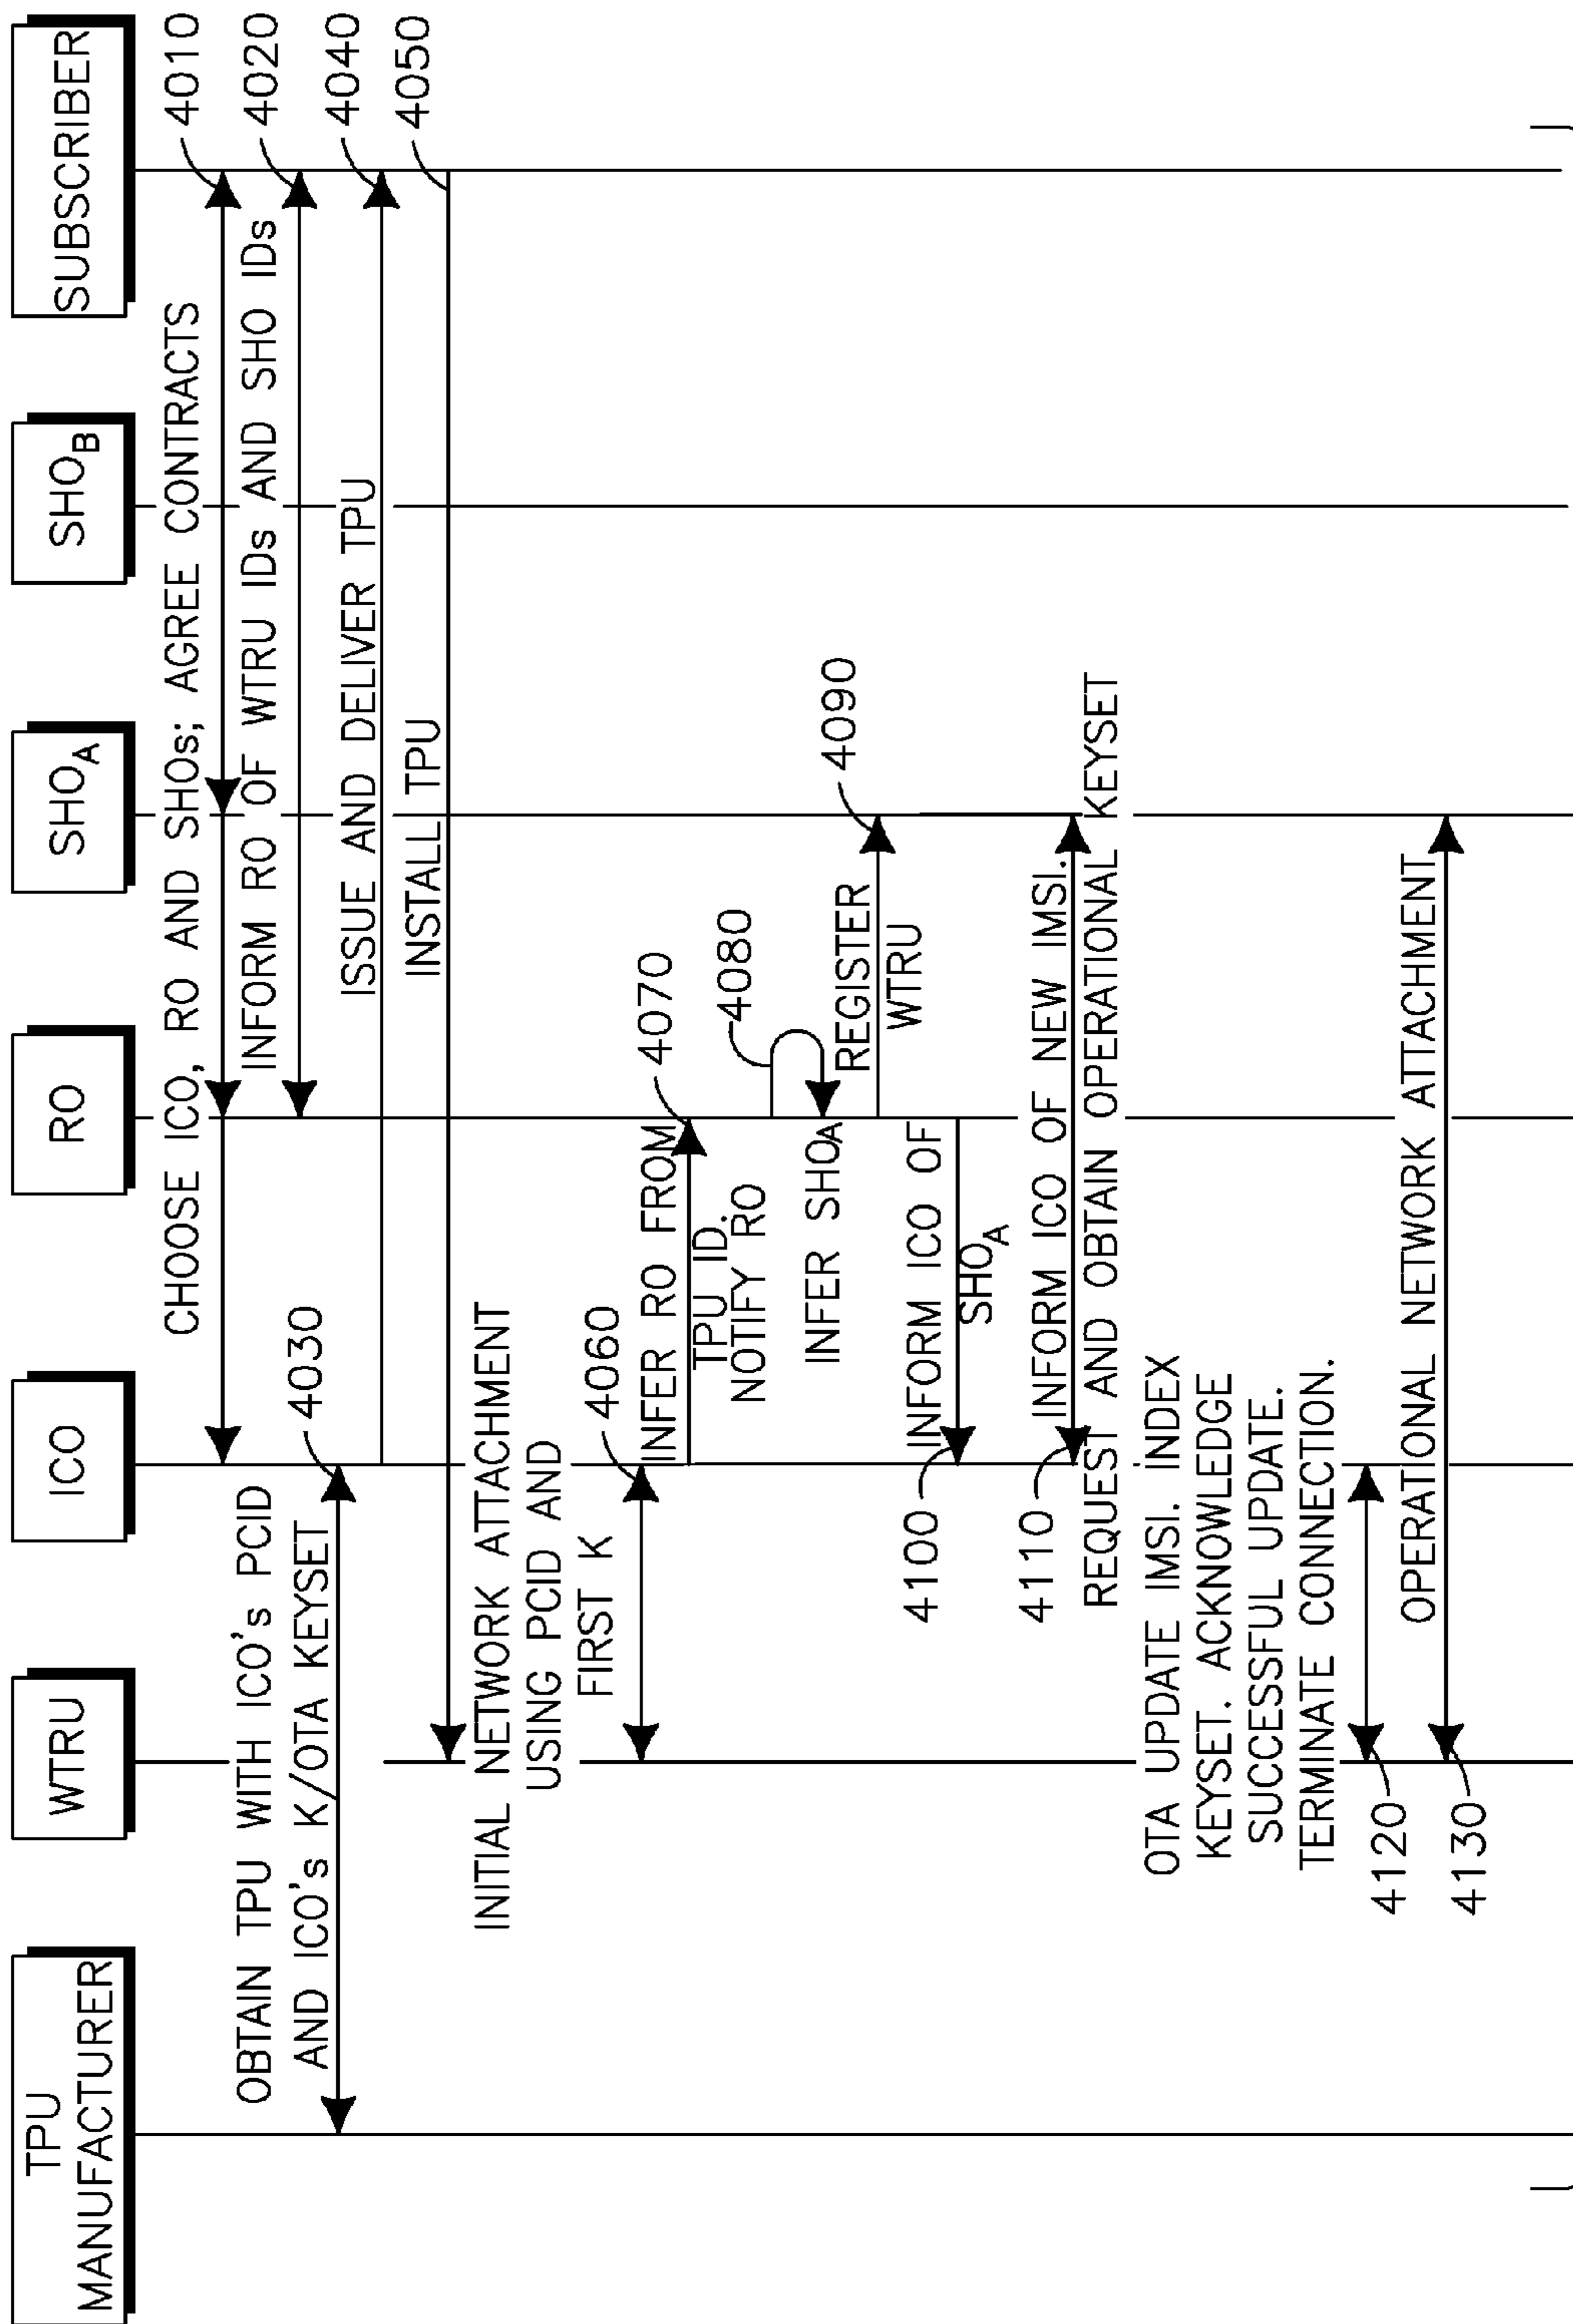 TPU
MANUFACTURER
WTRU
ICO
RO
SHOA
SHOB
SUBSCRIBER
CHOOSE ICO, RO AND SHOs; AGREE CONTRACTS
4010
OBTAIN TPU WITH ICO's PCID
INFORM RO OF WTRU IDs AND SHO IDs
4020
AND ICO's K/OTA KEYSET
4030
ISSUE AND DELIVER TPU
4040
INSTALL TPU
4050
INITIAL NETWORK ATTACHMENT
USING PCID AND
FIRST K
4060
INFER RO FROM
TPU ID.
NOTIFY RO
4070
4080
INFER SHOA
REGISTER
WTRU
4090
INFORM ICO OF
SHOA
4100
INFORM ICO OF NEW IMSI.
4110
REQUEST AND OBTAIN OPERATIONAL KEYSET
OTA UPDATE IMSI. INDEX
KEYSET. ACKNOWLEDGE
SUCCESSFUL UPDATE.
TERMINATE CONNECTION.
4120
OPERATIONAL NETWORK ATTACHMENT
4130